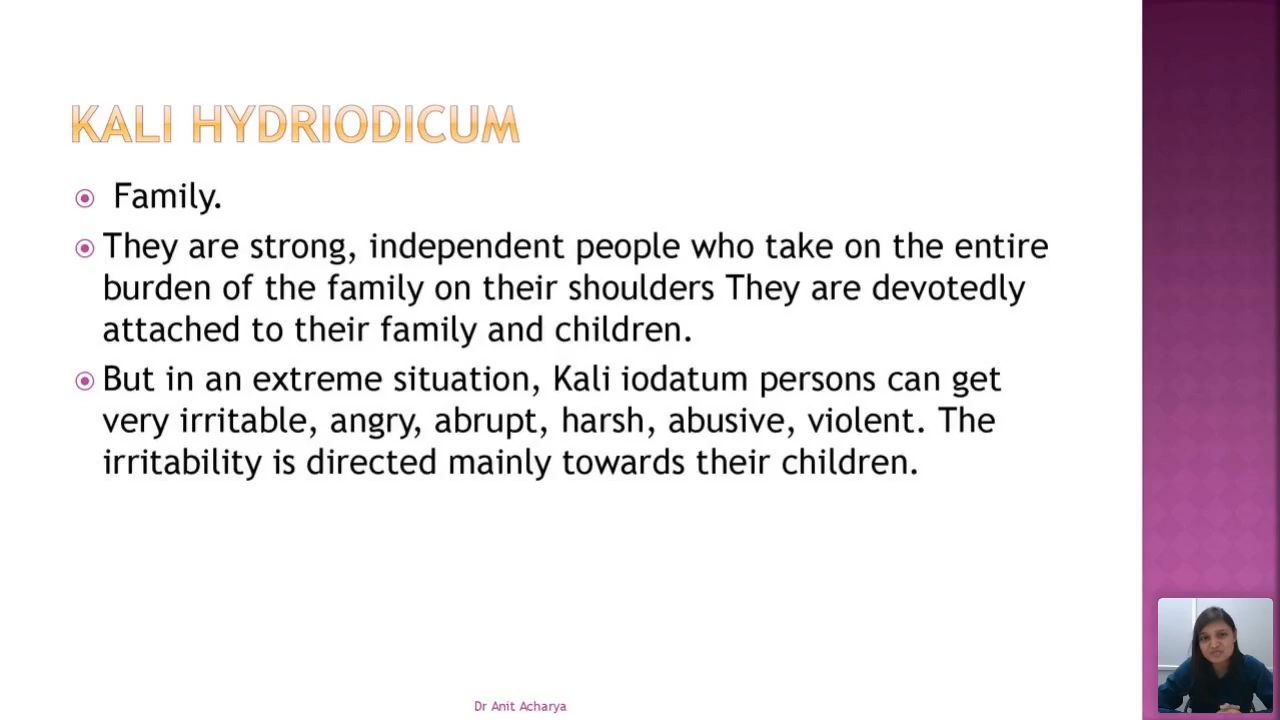 KALI HYDRIODICUM
Family.
They are strong, independent people who take on the entire
burden of the family on their shoulders They are devotedly
attached to their family and children.
But in an extreme situation, Kali iodatum persons can get
very irritable, angry, abrupt, harsh, abusive, violent. The
irritability is directed mainly towards their children.
Dr Anit Acharya